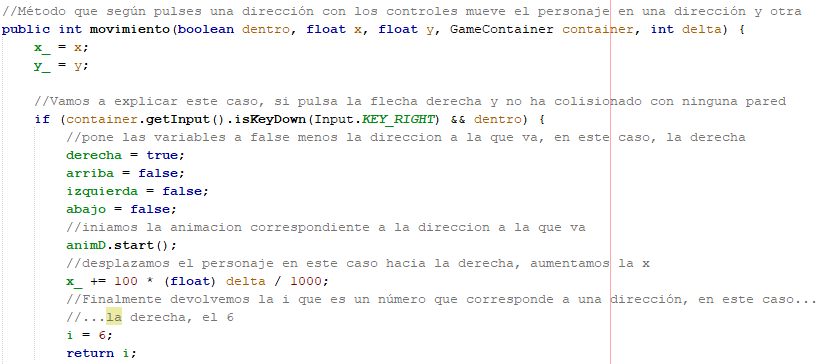 //Método que según pulses una dirección con los controles mueve el personaje en una dirección y otra
public int movimiento(boolean dentro, float x, float y, GameContainer container, int delta) {
x_ = x;
y_ = y;
//Vamos a explicar este caso, si pulsa la flecha derecha y no ha colisionado con ninguna pared
if (container.getInput().isKeyDown(Input.KEY_RIGHT) && dentro) {
//pone las variables a false menos la direccion a la que va, en este caso, la derecha
derecha = true;
arriba = false;
izquierda = false;
abajo = false;
//iniamos la animacion correspondiente a la direccion a la que va
animD.start();
//desplazamos el personaje en este caso hacia la derecha, aumentamos la x
x_ += 100 * (float) delta / 1000;
//Finalmente devolvemos la i que es un número que corresponde a una dirección, en este caso...
//...la derecha, el 6
i = 6;
return i;